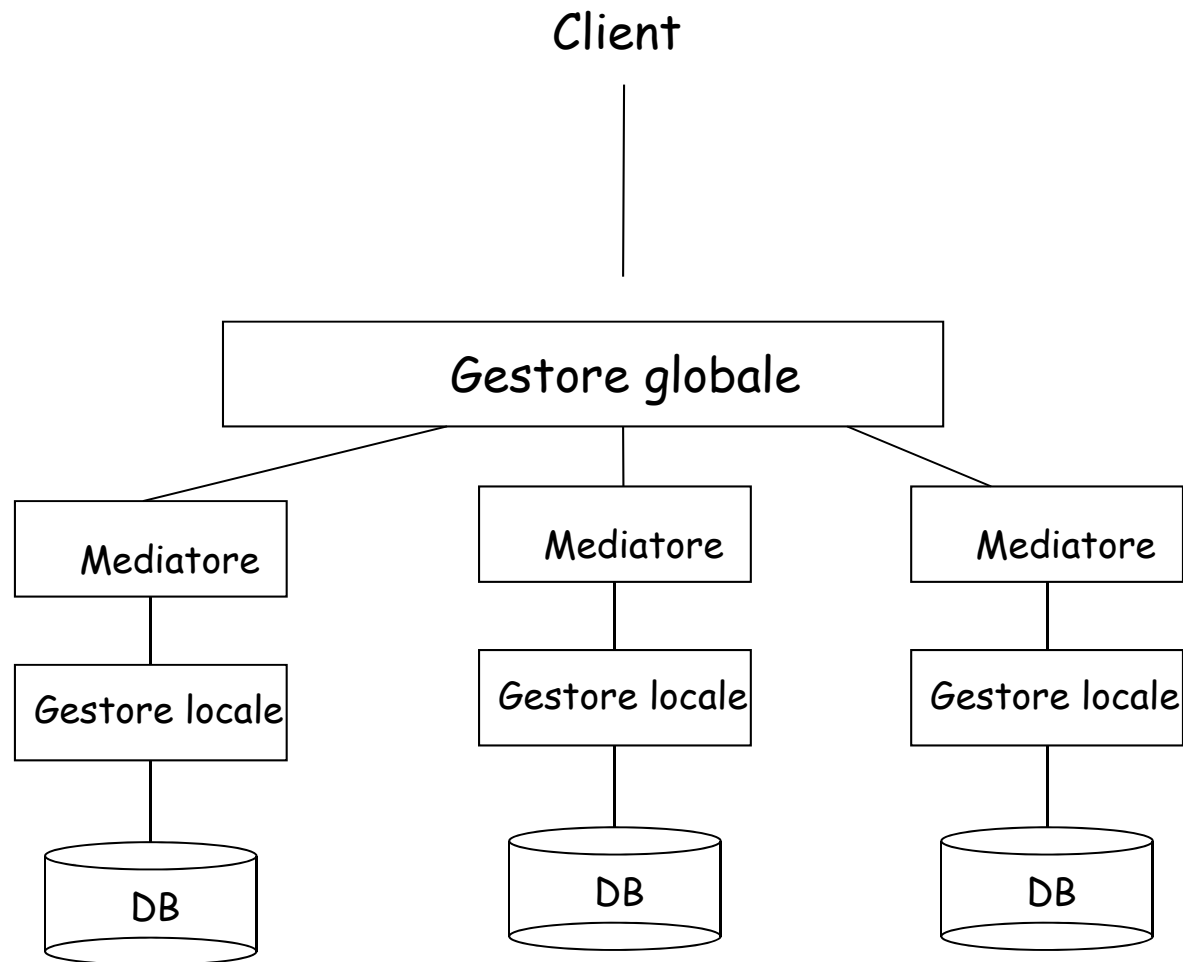 Client
Gestore globale
Mediatore
Mediatore
Mediatore
Gestore locale
Gestore locale
Gestore locale
DB
DB
DB